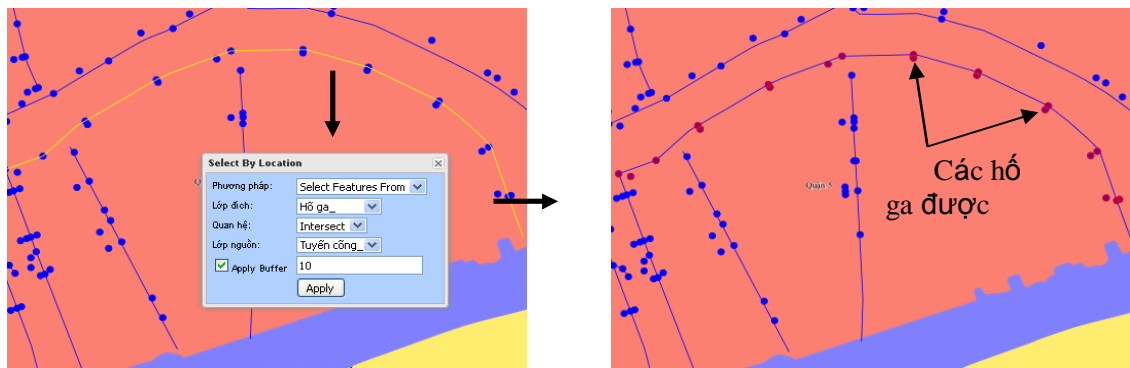 Select By Location
Phương pháp:
Select Features From
Lớp đích:
Hố ga_
Quan hệ:
Intersect
Lớp nguồn:
Tuyến cống_
Apply Buffer
10
Apply
Các hố
ga được
Quận 5